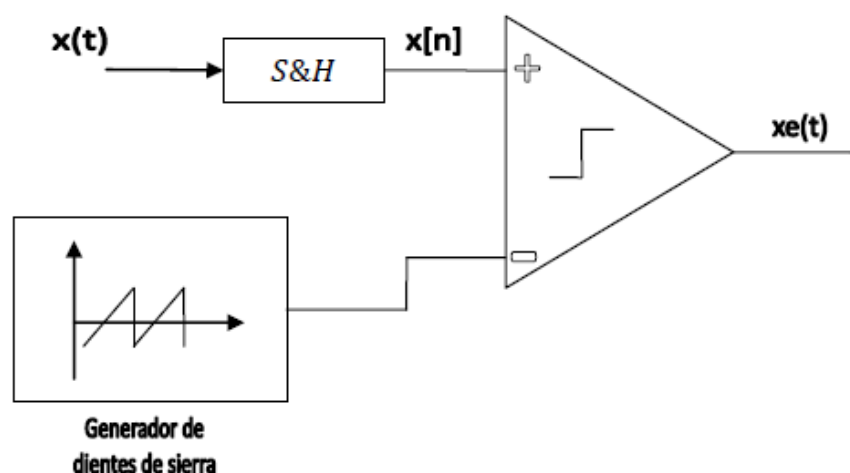 x(t)
S&H
x[n]
xe(t)
Generador de
dientes de sierra